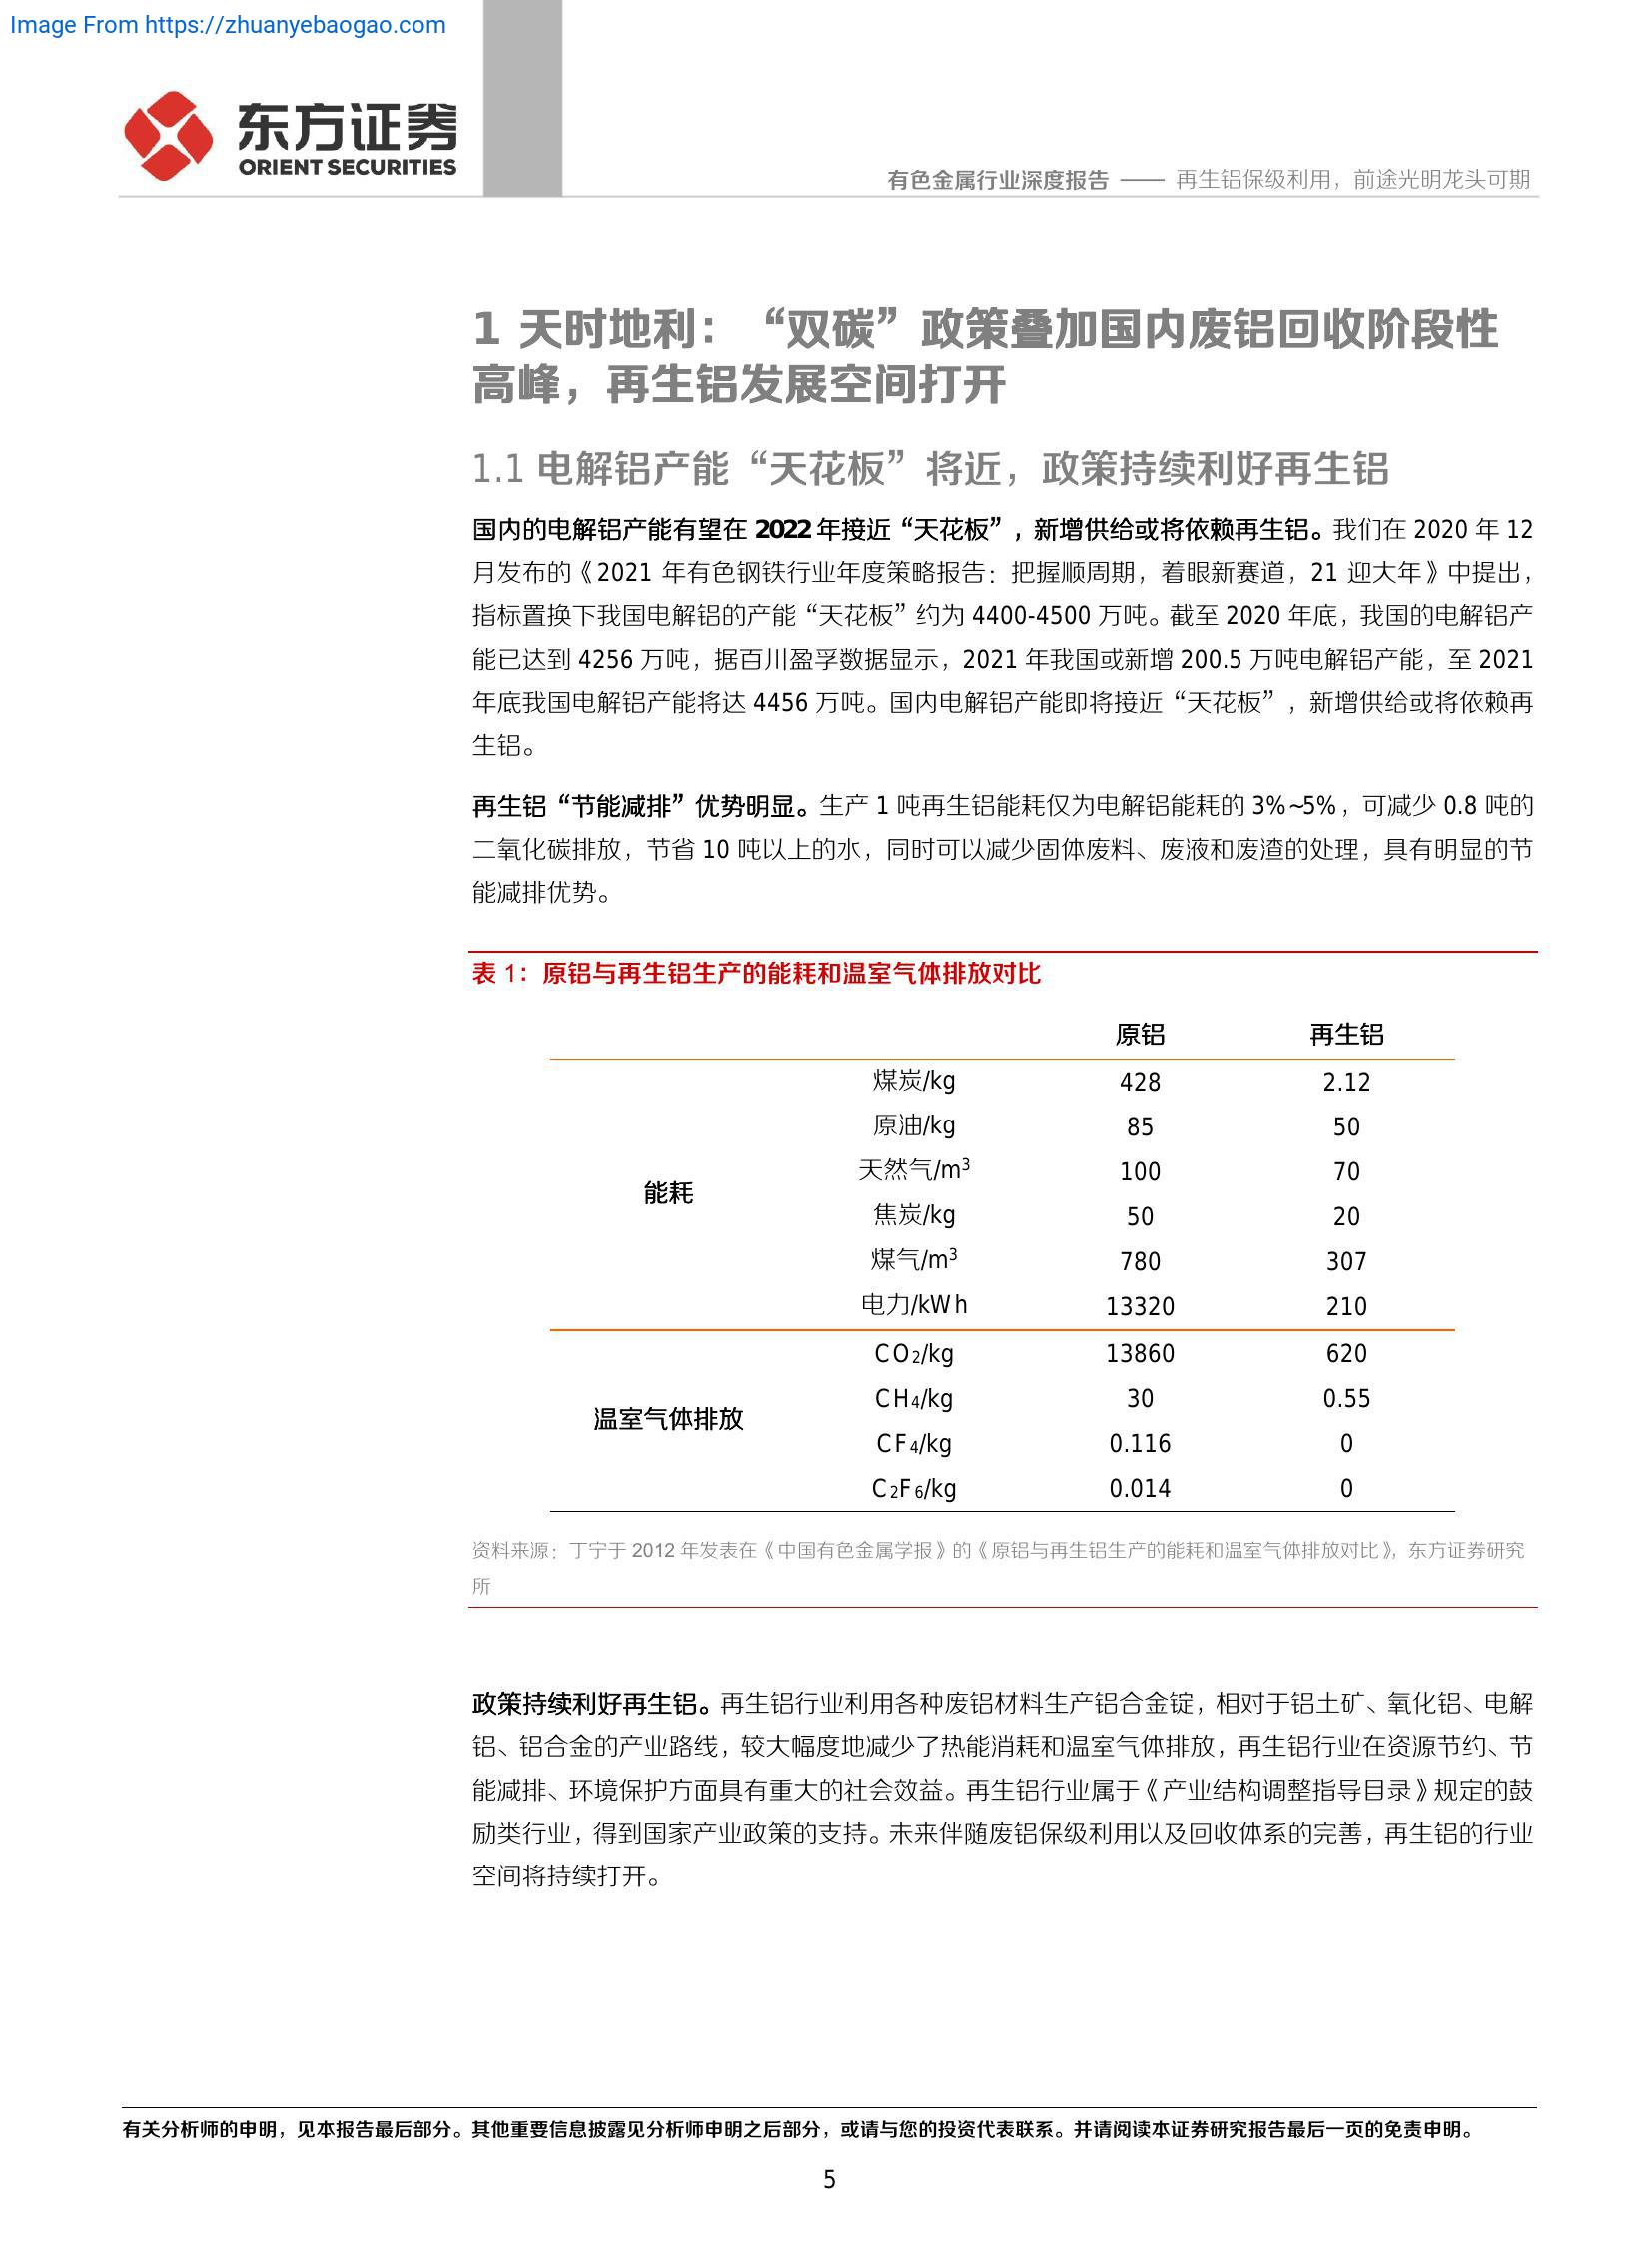 Image From https://zhuanyebaogao.com
东方证券
ORIENT SECURITIES
有色金属行业深度报告 —— 再生铝保级利用，前途光明龙头可期
1 天时地利：“双碳”政策叠加国内废铝回收阶段性
高峰，再生铝发展空间打开
1.1 电解铝产能“天花板”将近，政策持续利好再生铝
国内的电解铝产能有望在 2022 年接近“天花板”，新增供给或将依赖再生铝。我们在 2020 年 12
月发布的《2021 年有色钢铁行业年度策略报告：把握顺周期，着眼新赛道，21 迎大年》中提出，
指标置换下我国电解铝的产能“天花板”约为 4400-4500 万吨。截至 2020 年底，我国的电解铝产
能已达到 4256 万吨，据百川盈孚数据显示，2021 年我国或新增 200.5 万吨电解铝产能，至 2021
年底我国电解铝产能将达 4456 万吨。国内电解铝产能即将接近“天花板”，新增供给或将依赖再
生铝。
再生铝“节能减排”优势明显。生产 1 吨再生铝能耗仅为电解铝能耗的 3%~5%，可减少 0.8 吨的
二氧化碳排放，节省 10 吨以上的水，同时可以减少固体废料、废液和废渣的处理，具有明显的节
能减排优势。
表 1：原铝与再生铝生产的能耗和温室气体排放对比
原铝 再生铝
煤炭/kg 428 2.12
原油/kg 85 50
天然气/m³ 100 70
能耗
焦炭/kg 50 20
煤气/m³ 780 307
电力/kWh 13320 210
CO₂/kg 13860 620
CH₄/kg 30 0.55
温室气体排放
CF₄/kg 0.116 0
C₂F₆/kg 0.014 0
资料来源：丁宁于 2012 年发表在《中国有色金属学报》的《原铝与再生铝生产的能耗和温室气体排放对比》，东方证券研究
所
政策持续利好再生铝。再生铝行业利用各种废铝材料生产铝合金锭，相对于铝土矿、氧化铝、电解
铝、铝合金的产业路线，较大幅度地减少了热能消耗和温室气体排放，再生铝行业在资源节约、节
能减排、环境保护方面具有重大的社会效益。再生铝行业属于《产业结构调整指导目录》规定的鼓
励类行业，得到国家产业政策的支持。未来伴随废铝保级利用以及回收体系的完善，再生铝的行业
空间将持续打开。
有关分析师的申明，见本报告最后部分。其他重要信息披露见分析师申明之后部分，或请与您的投资代表联系。并请阅读本证券研究报告最后一页的免责申明。
5